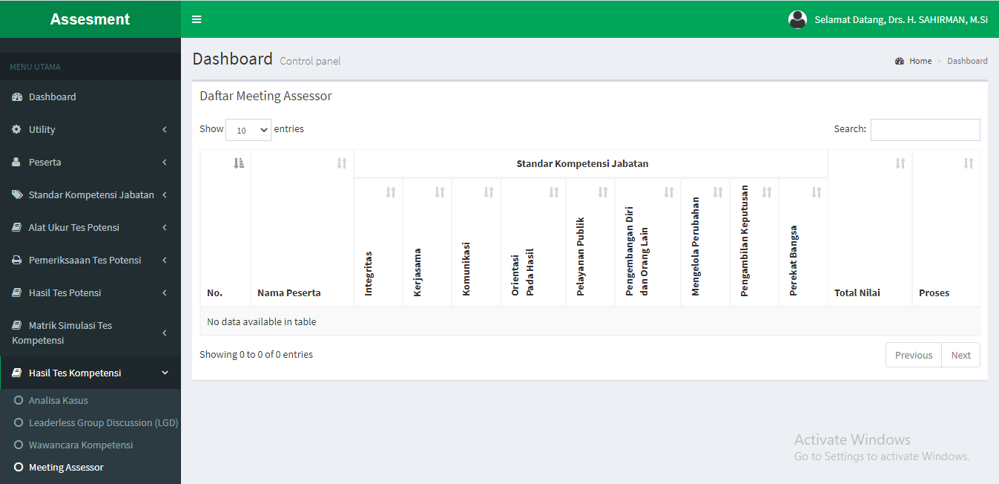 Assesment
Selamat Datang, Drs. H. SAHIRMAN, M.Si
MENU UTAMA
Dashboard
Utility
Peserta
Standar Kompetensi Jabatan
Alat Ukur Tes Potensi
Pemeriksaaan Tes Potensi
Hasil Tes Potensi
Matrik Simulasi Tes
Kompetensi
Hasil Tes Kompetensi
Analisa Kasus
Leaderless Group Discussion (LGD)
Wawancara Kompetensi
Meeting Assessor
Dashboard Control panel
Home > Dashboard
Daftar Meeting Assessor
Show 10 entries
Search:
No.
Nama Peserta
Standar Kompetensi Jabatan
Integritas
Kerjasama
Komunikasi
Orientasi
Pada Hasil
Pelayanan Publik
Pengembangan Diri
dan Orang Lain
Mengelola Perubahan
Pengambilan Keputusan
Perekat Bangsa
Total Nilai
Proses
No data available in table
Showing 0 to 0 of 0 entries
Previous Next
Activate Windows
Go to Settings to activate Windows.